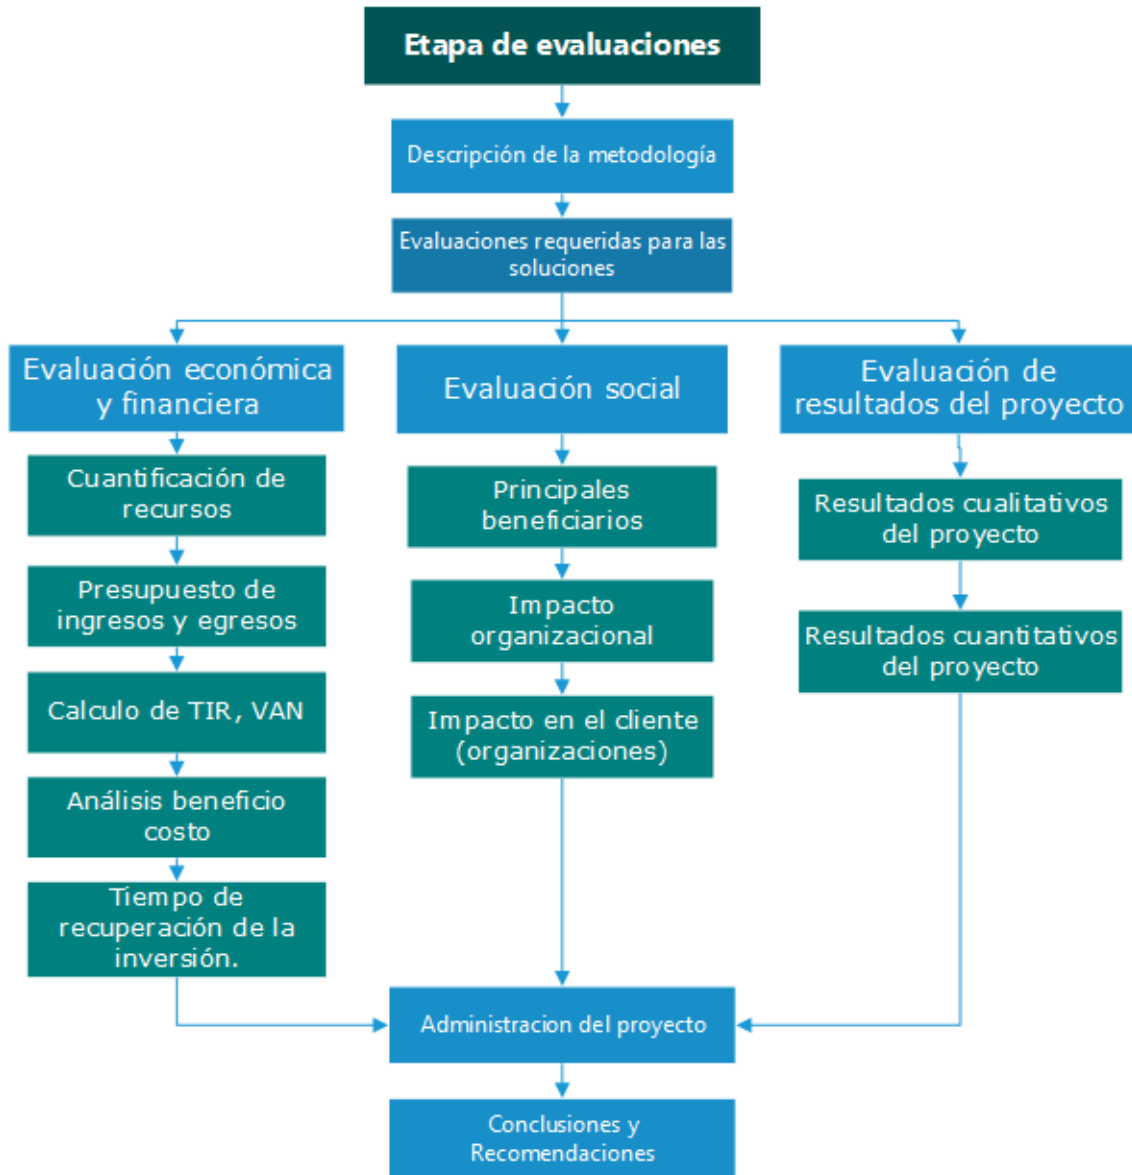 Etapa de evaluaciones
Descripción de la metodología
Evaluaciones requeridas para las
soluciones
Evaluación económica
y financiera
Cuantificación de
recursos
Presupuesto de
ingresos y egresos
Calculo de TIR, VAN
Análisis beneficio
costo
Tiempo de
recuperación de la
inversión.
Evaluación social
Principales
beneficiarios
Impacto
organizacional
Impacto en el cliente
(organizaciones)
Evaluación de
resultados del proyecto
Resultados cualitativos
del proyecto
Resultados cuantitativos
del proyecto
Administracion del proyecto
Conclusiones y
Recomendaciones